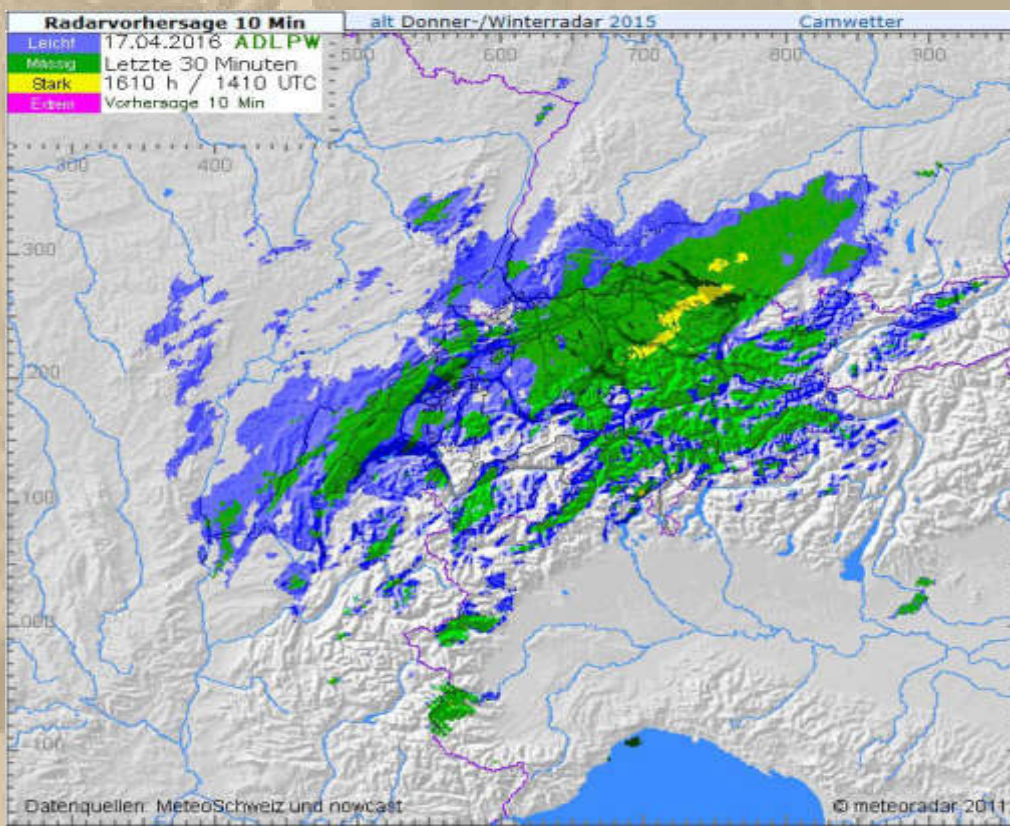 Radarvorhersage 10 Min
alt Donner-/Winterradar 2015
Camwetter
Leicht 17.04.2016 ADLPW
Mässig Letzte 30 Minuten
Stark 1610 h / 1410 UTC
Extrem Vorhersage 10 Min
500 600 700 800 900
300 400
300
200
100
000
-100
Datenquellen: MeteoSchweiz und nowcast
© meteoradar 2011